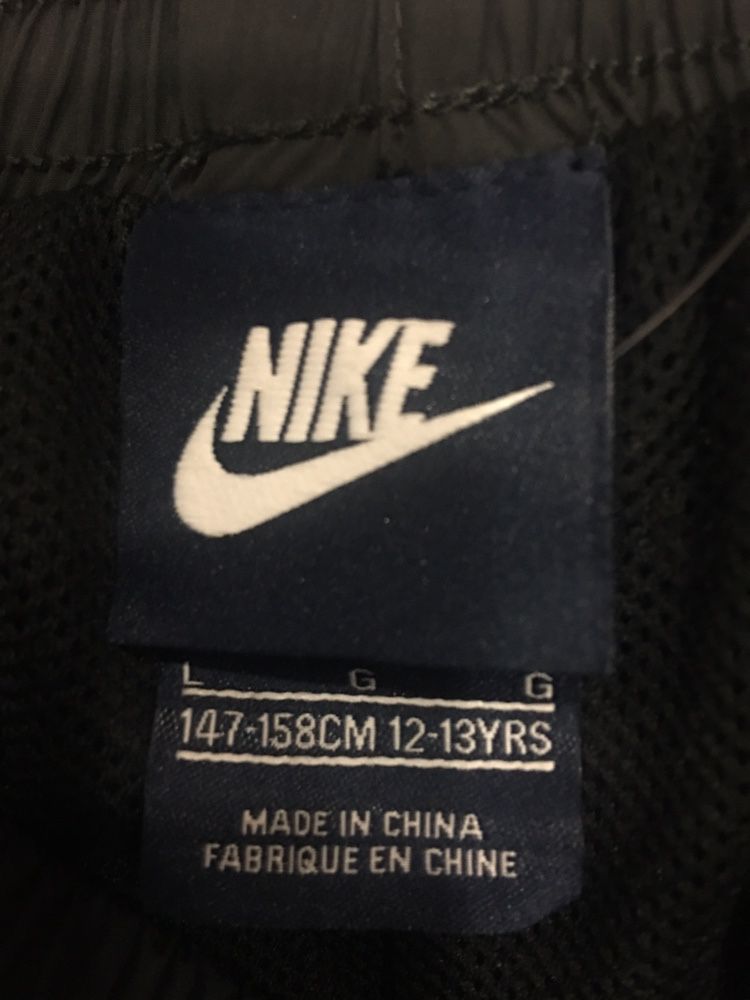 NIKE
L G G
147-158CM 12-13YRS
MADE IN CHINA
FABRIQUE EN CHINE